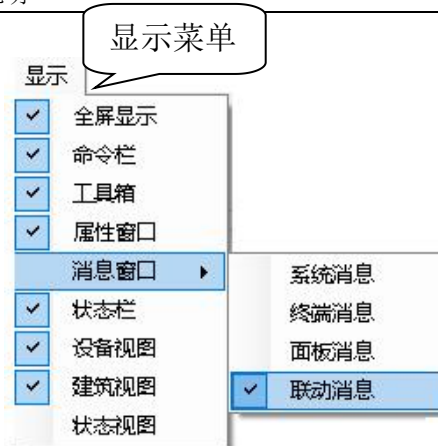 显示菜单
显示
全屏显示
命令栏
工具箱
属性窗口
消息窗口
系统消息
状态栏
终端消息
设备视图
面板消息
建筑视图
联动消息
状态视图